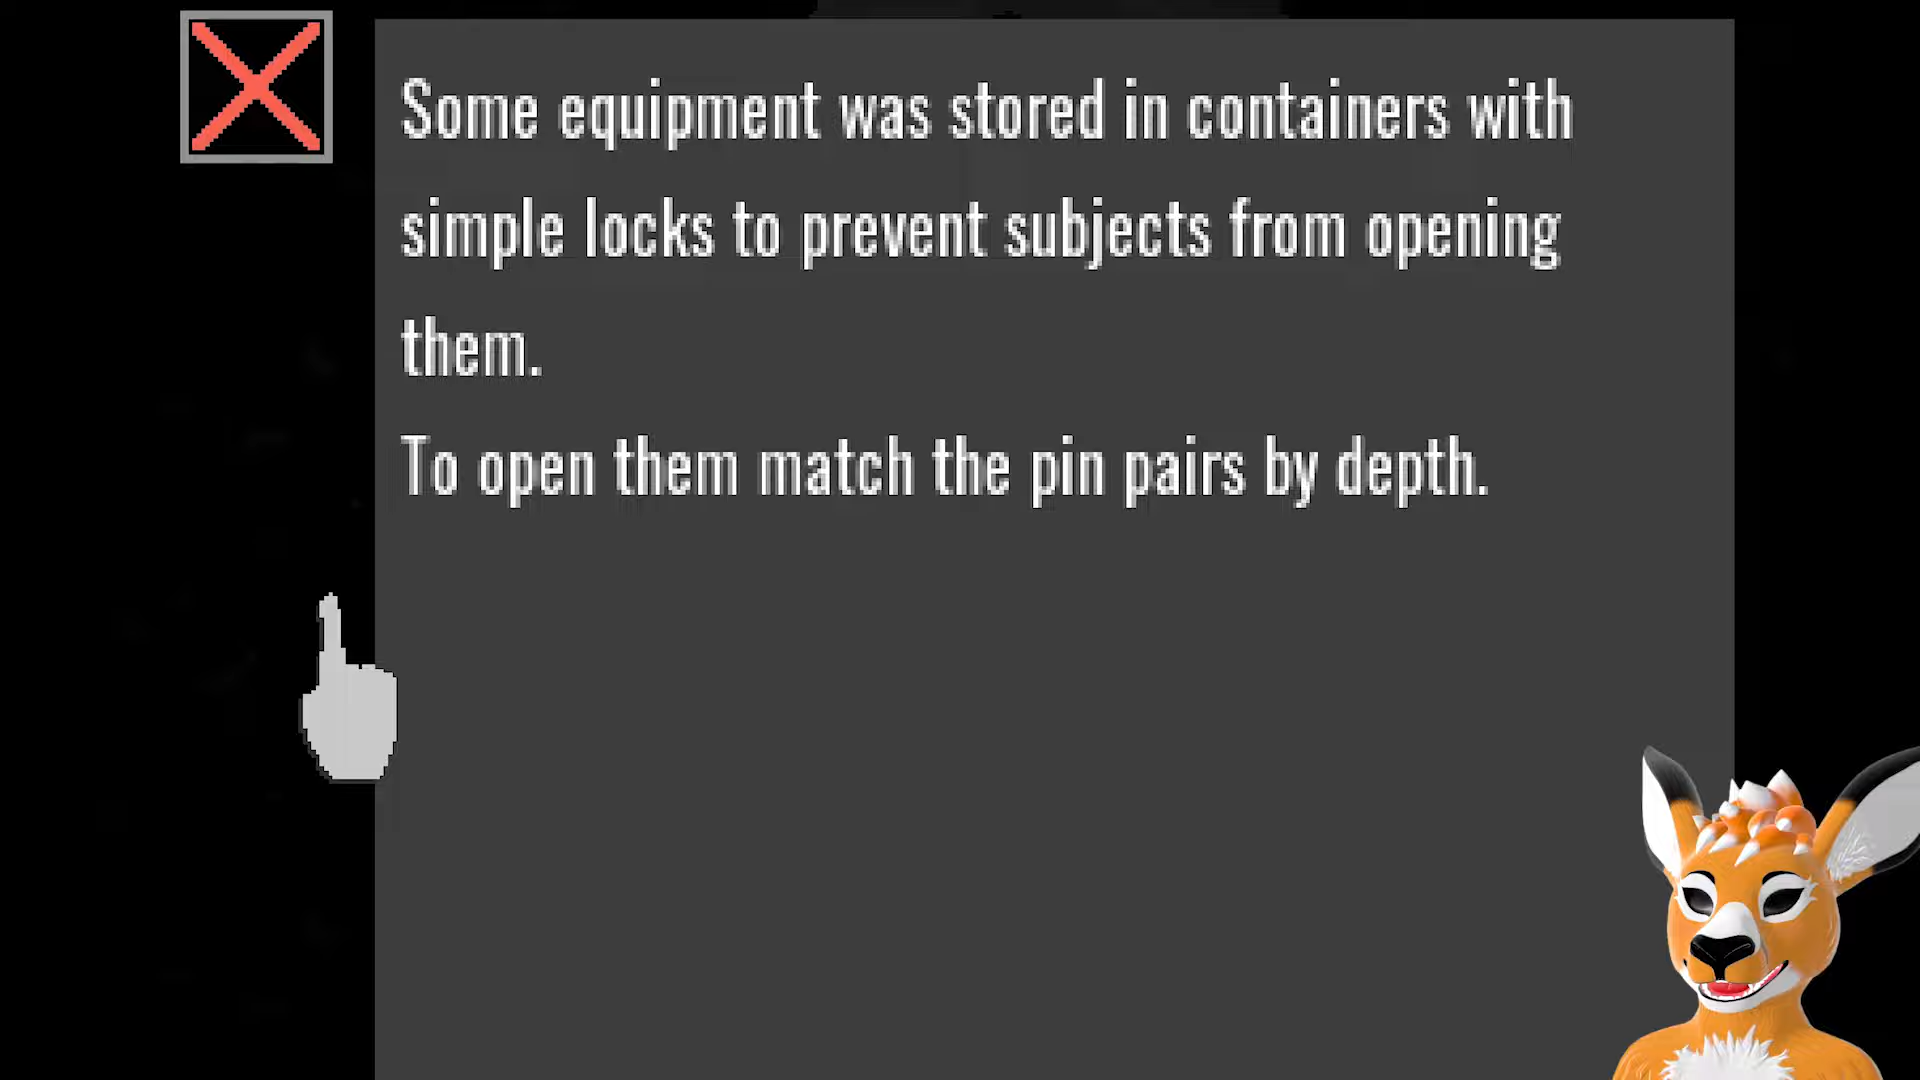 Some equipment was stored in containers with
simple locks to prevent subjects from opening
them.
To open them match the pin pairs by depth.